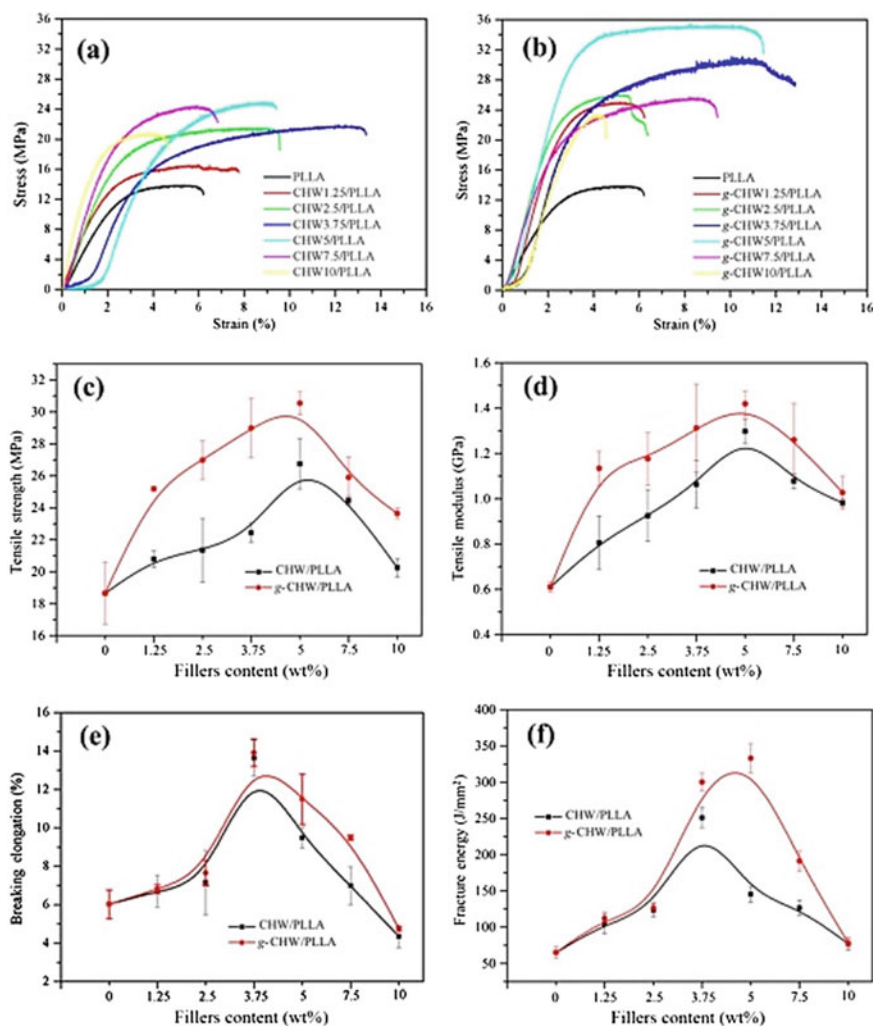 (a)
Stress (MPa)
36
32
28
24
20
16
12
8
4
0
0 2 4 6 8 10 12 14 16
Strain (%)
PLLA
CHW1.25/PLLA
CHW2.5/PLLA
CHW3.75/PLLA
CHW5/PLLA
CHW7.5/PLLA
CHW10/PLLA
(b)
Stress (MPa)
36
32
28
24
20
16
12
8
4
0
0 2 4 6 8 10 12 14 16
Strain (%)
PLLA
g-CHW1.25/PLLA
g-CHW2.5/PLLA
g-CHW3.75/PLLA
g-CHW5/PLLA
g-CHW7.5/PLLA
g-CHW10/PLLA
(c)
Tensile strength (MPa)
32
30
28
26
24
22
20
18
16
0 1.25 2.5 3.75 5 7.5 10
Fillers content (wt%)
CHW/PLLA
g-CHW/PLLA
(d)
Tensile modulus (GPa)
1.6
1.4
1.2
1.0
0.8
0.6
0.4
0 1.25 2.5 3.75 5 7.5 10
Fillers content (wt%)
CHW/PLLA
g-CHW/PLLA
(e)
Breaking elongation (%)
16
14
12
10
8
6
4
2
0 1.25 2.5 3.75 5 7.5 10
Fillers content (wt%)
CHW/PLLA
g-CHW/PLLA
(f)
Fracture energy (J/mm²)
400
350
300
250
200
150
100
50
0 1.25 2.5 3.75 5 7.5 10
Fillers content (wt%)
CHW/PLLA
g-CHW/PLLA